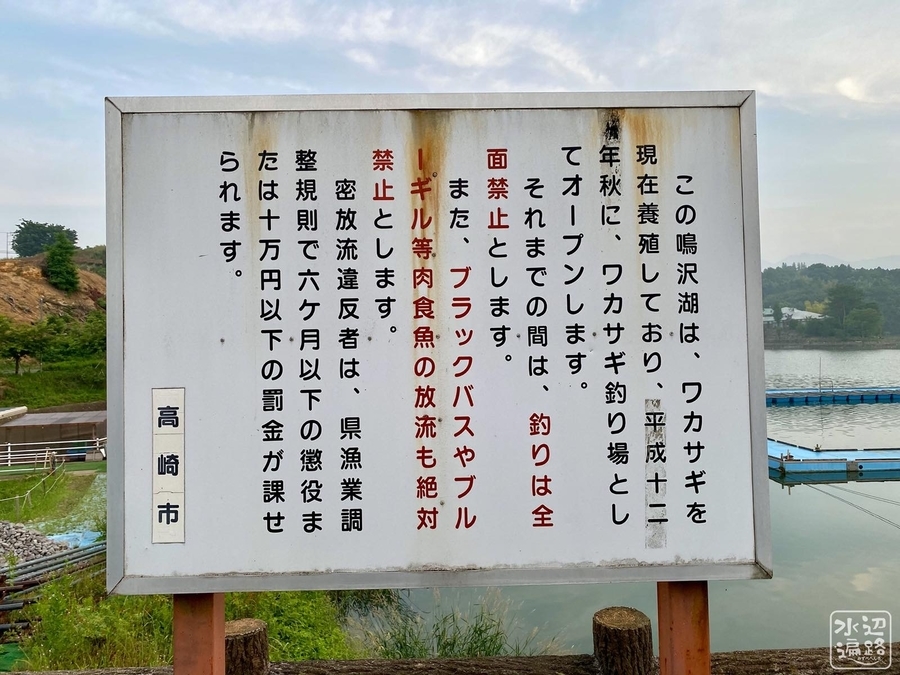 この鳴沢湖は、ワカサギを
現在養殖しており、平成十二
年秋に、ワカサギ釣り場とし
てオープンします。
それまでの間は、釣りは全
面禁止とします。
また、ブラックバスやブル
ーギル等肉食魚の放流も絶対
禁止とします。
密放流違反者は、県漁業調
整規則で六ケ月以下の懲役ま
たは十万円以下の罰金が課せ
られます。
高崎市
水辺遍路